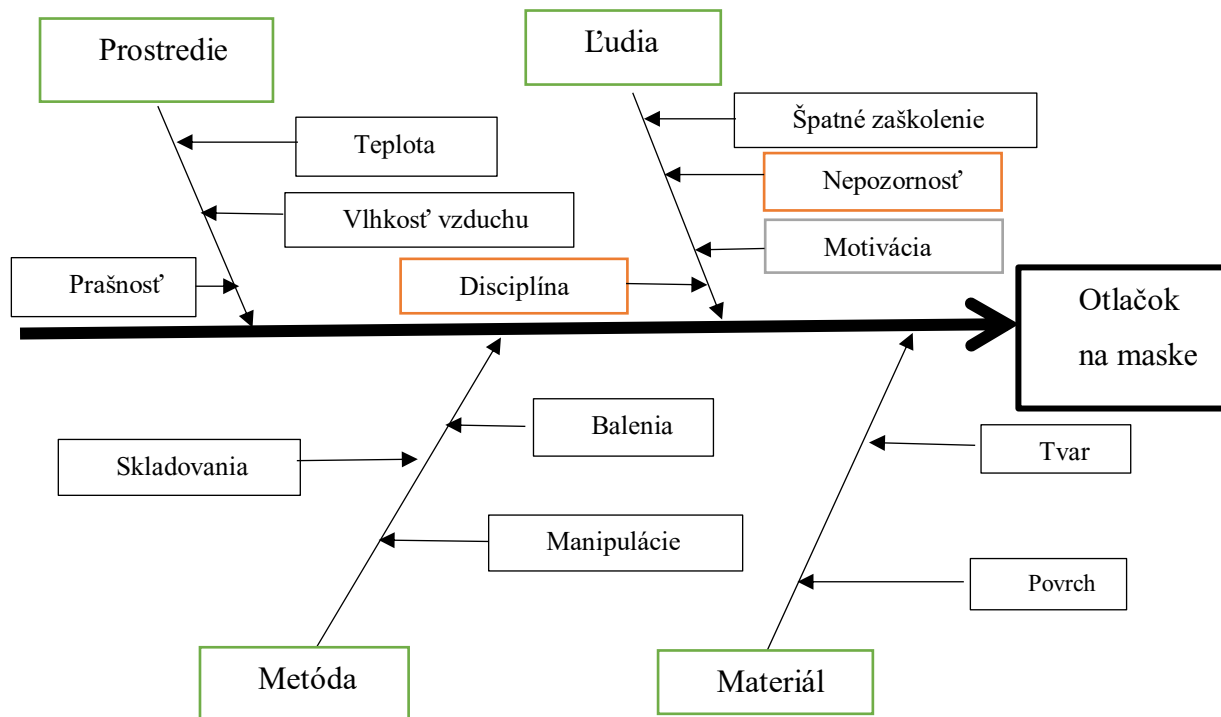 Prostredie
Ľudia
Špatné zaškolenie
Teplota
Nepozornosť
Vlhkosť vzduchu
Motivácia
Prašnosť
Disciplína
Otlačok
na maske
Balenia
Tvar
Skladovania
Manipulácie
Povrch
Metóda
Materiál